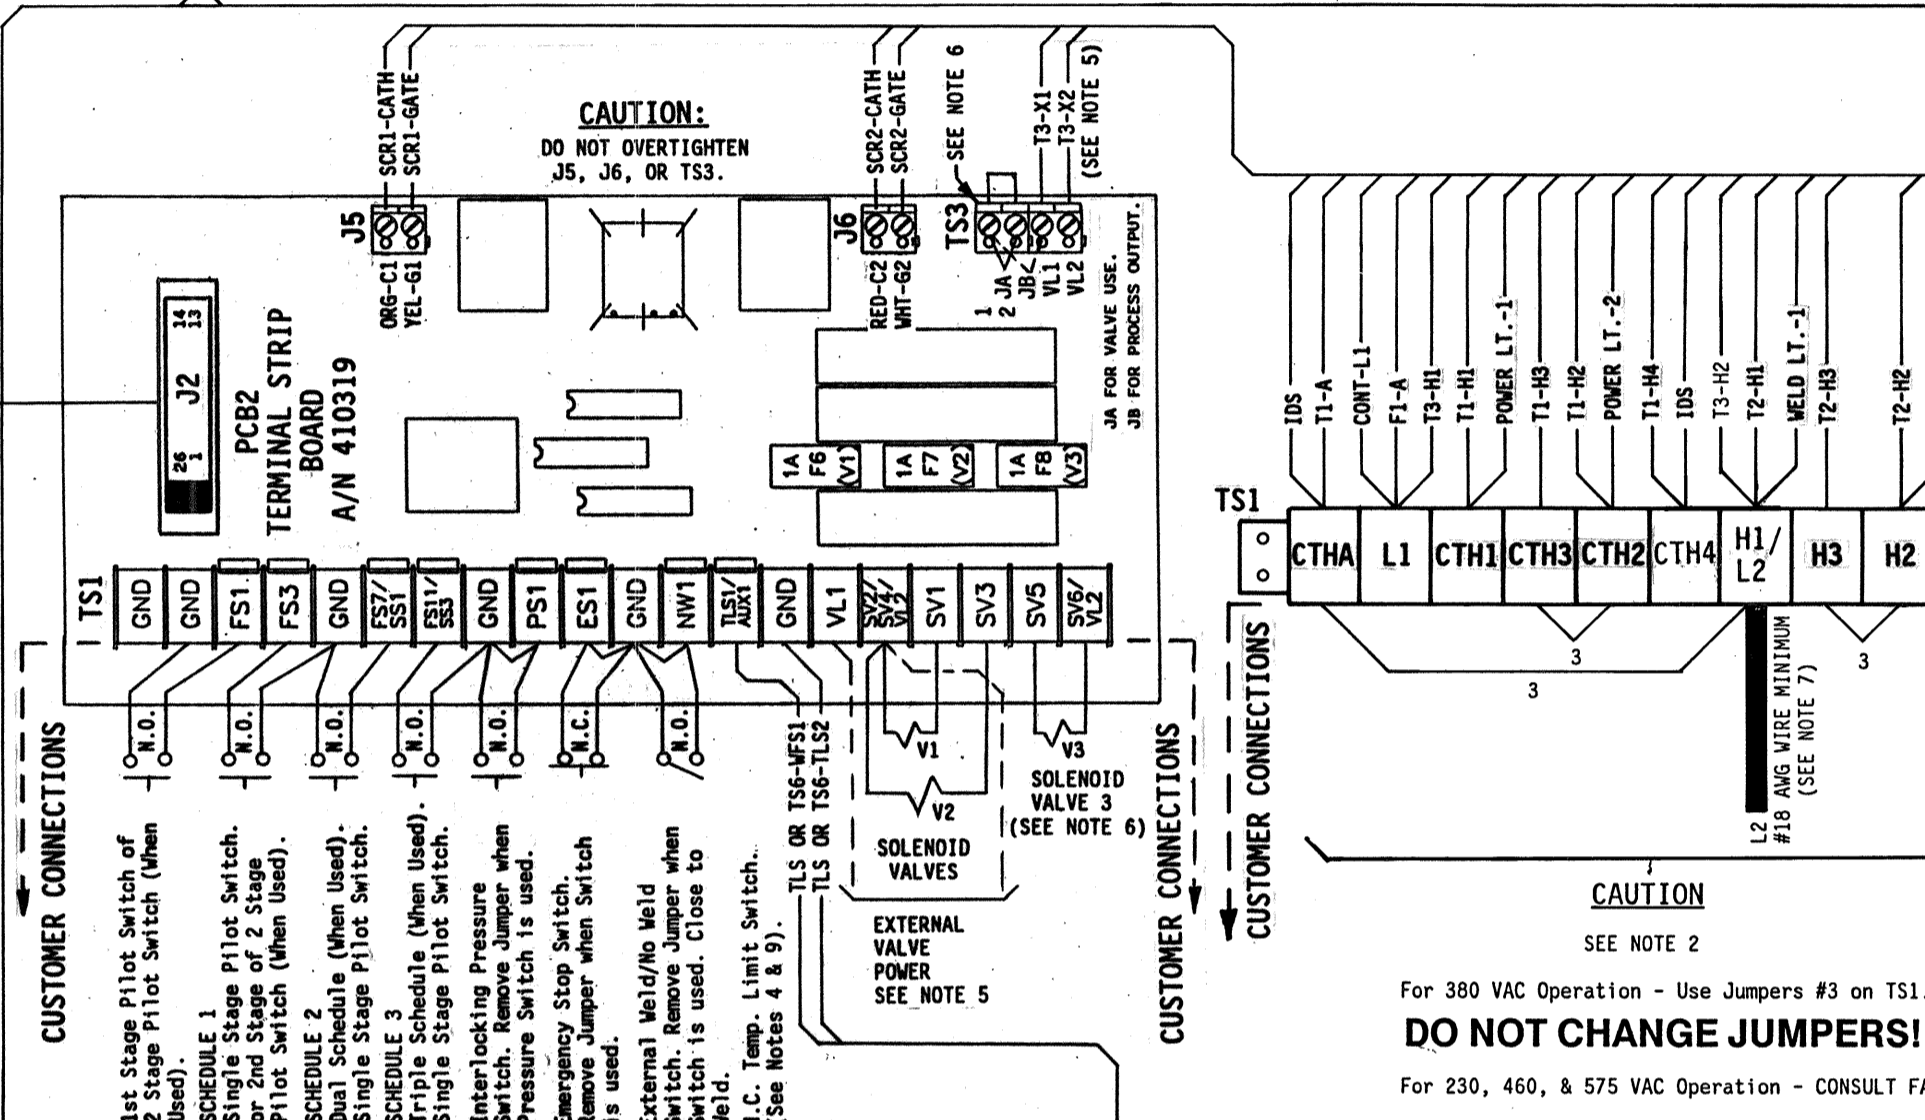 SCR1-CATH
SCR1-GATE
CAUTION:
DO NOT OVERTIGHTEN
J5, J6, OR TS3.
SCR2-CATH
SCR2-GATE
SEE NOTE 6
T3-X1
T3-X2
(SEE NOTE 5)
J5
J6
TS3
ORG-C1
YEL-G1
RED-C2
WHT-G2
1
2
JA
JB
VL1
VL2
JA FOR VALVE USE.
JB FOR PROCESS OUTPUT.
14
13
J2
26
1
PCB2
TERMINAL STRIP
BOARD
A/N 410319
1A
F6
(V1)
1A
F7
(V2)
1A
F8
(V3)
TS1
GND
GND
FS1
FS3
GND
FS7/
SS1
FS11/
SS3
GND
PS1
ES1
GND
NW1
TLS1/
AUX1
GND
VL1
SV2/
SV4/
VL2
SV1
SV3
SV5
SV6/
VL2
N.O.
N.O.
N.O.
N.O.
N.O.
N.C.
N.O.
CUSTOMER CONNECTIONS
1st Stage Pilot Switch of
2 Stage Pilot Switch (When
Used).
SCHEDULE 1
Single Stage Pilot Switch.
or 2nd Stage of 2 Stage
Pilot Switch (When Used).
SCHEDULE 2
Dual Schedule (When Used).
Single Stage Pilot Switch.
SCHEDULE 3
Triple Schedule (When Used).
Single Stage Pilot Switch.
Interlocking Pressure
Switch. Remove Jumper when
Pressure Switch is used.
Emergency Stop Switch.
Remove Jumper when Switch
is used.
External Weld/No Weld
Switch. Remove Jumper when
Switch is used. Close to
Weld.
N.C. Temp. Limit Switch.
(See Notes 4 & 9).
TLS OR TS6-WFS1
TLS OR TS6-TLS2
V1
V2
SOLENOID
VALVES
V3
SOLENOID
VALVE 3
(SEE NOTE 6)
EXTERNAL
VALVE
POWER
SEE NOTE 5
CUSTOMER CONNECTIONS
IDS
T1-A
CONT-L1
F1-A
T3-H1
T1-H1
POWER LT.-1
T1-H3
T1-H2
POWER LT.-2
T1-H4
IDS
T3-H2
T2-H1
WELD LT.-1
T2-H3
T2-H2
TS1
CTHA
L1
CTH1
CTH3
CTH2
CTH4
H1/
L2
H3
H2
CUSTOMER CONNECTIONS
3
3
3
L2
#18 AWG WIRE MINIMUM
(SEE NOTE 7)
CAUTION
SEE NOTE 2
For 380 VAC Operation - Use Jumpers #3 on TS1.
DO NOT CHANGE JUMPERS!
For 230, 460, & 575 VAC Operation - CONSULT FA